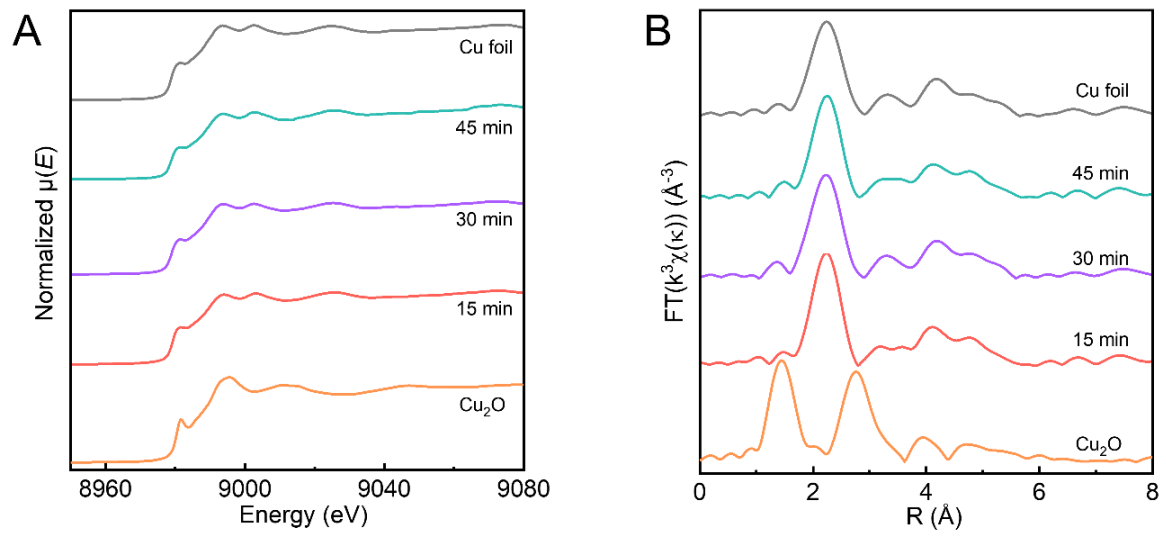 A
Normalized μ(E)
Cu foil
45 min
30 min
15 min
Cu₂O
8960 9000 9040 9080
Energy (eV)
B
FT(k³χ(κ)) (Å⁻³)
Cu foil
45 min
30 min
15 min
Cu₂O
0 2 4 6 8
R (Å)